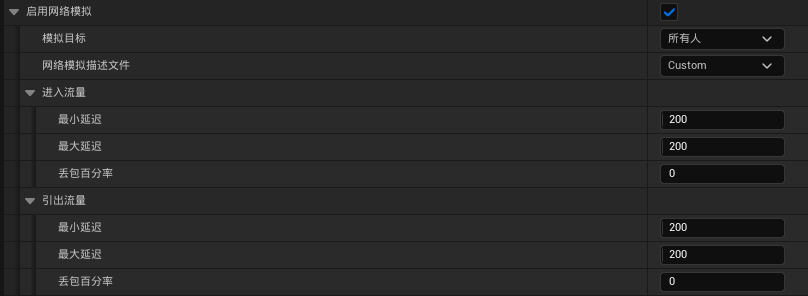 启用网络模拟
模拟目标 所有人
网络模拟描述文件 Custom
进入流量
最小延迟 200
最大延迟 200
丢包百分率 0
引出流量
最小延迟 200
最大延迟 200
丢包百分率 0